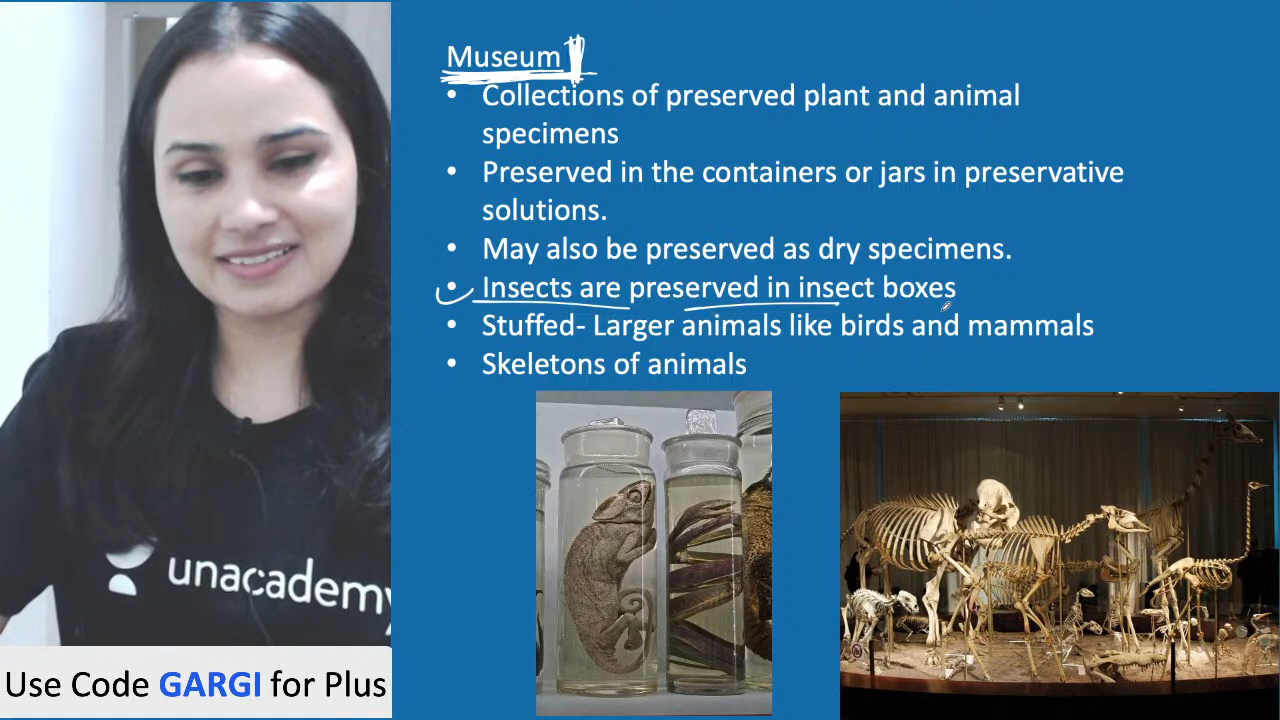 Museum
• Collections of preserved plant and animal
specimens
• Preserved in the containers or jars in preservative
solutions.
• May also be preserved as dry specimens.
• Insects are preserved in insect boxes
• Stuffed- Larger animals like birds and mammals
• Skeletons of animals
unacademy
Use Code GARGI for Plus